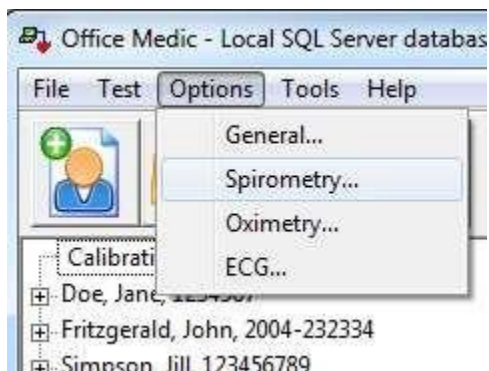 Office Medic - Local SQL Server databas
File Test Options Tools Help
General...
Spirometry...
Oximetry...
ECG...
Calibrati
Doe, Jane, 1234567
Fritzgerald, John, 2004-232334
Simpson, Jill, 123456789